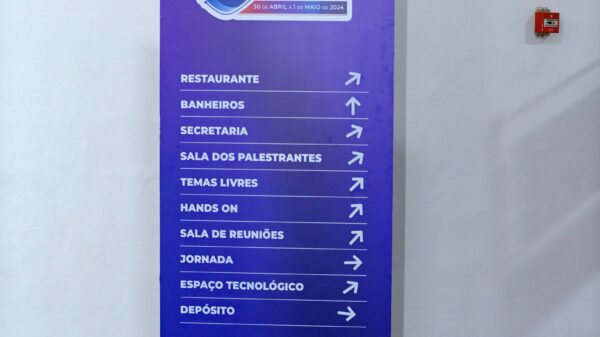 30 DE ABRIL A 1 DE MAIO DE 2024
RESTAURANTE
BANHEIROS
SECRETARIA
SALA DOS PALESTRANTES
TEMAS LIVRES
HANDS ON
SALA DE REUNIÕES
JORNADA
ESPAÇO TECNOLÓGICO
DEPÓSITO